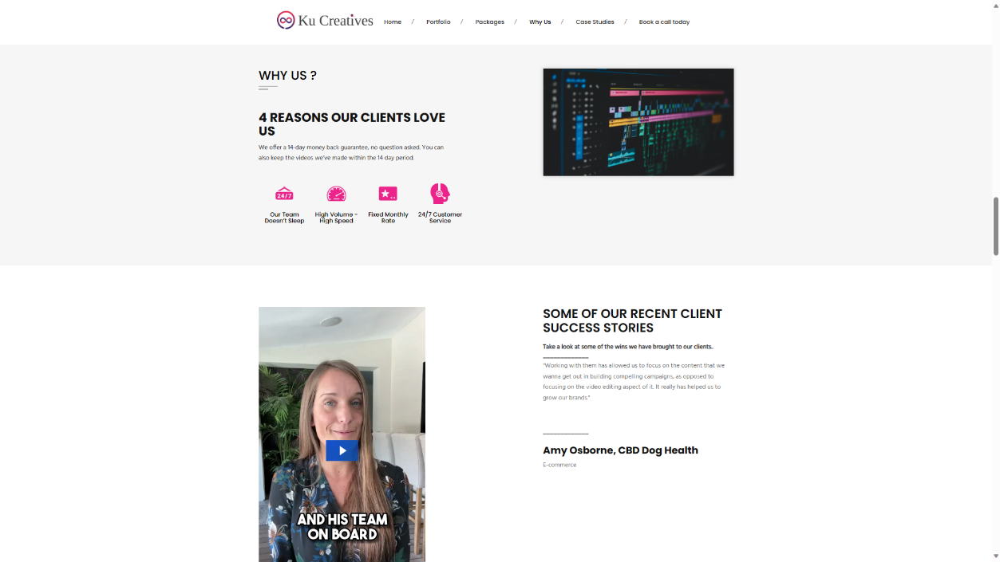 Ku Creatives
Home / Portfolio / Packages / Why Us / Case Studies / Book a call today
WHY US ?
4 REASONS OUR CLIENTS LOVE
US
We offer a 14-day money back guarantee, no question asked. You can
also keep the videos we've made within the 14 day period.
24/7
Our Team
Doesn't Sleep
High Volume -
High Speed
Fixed Monthly
Rate
24/7 Customer
Service
AND HIS TEAM
ON BOARD
SOME OF OUR RECENT CLIENT
SUCCESS STORIES
Take a look at some of the wins we have brought to our clients.
"Working with them has allowed us to focus on the content that we
wanna get out in building compelling campaigns, as opposed to
focusing on the video editing aspect of it. It really has helped us to
grow our brands."
Amy Osborne, CBD Dog Health
E-commerce